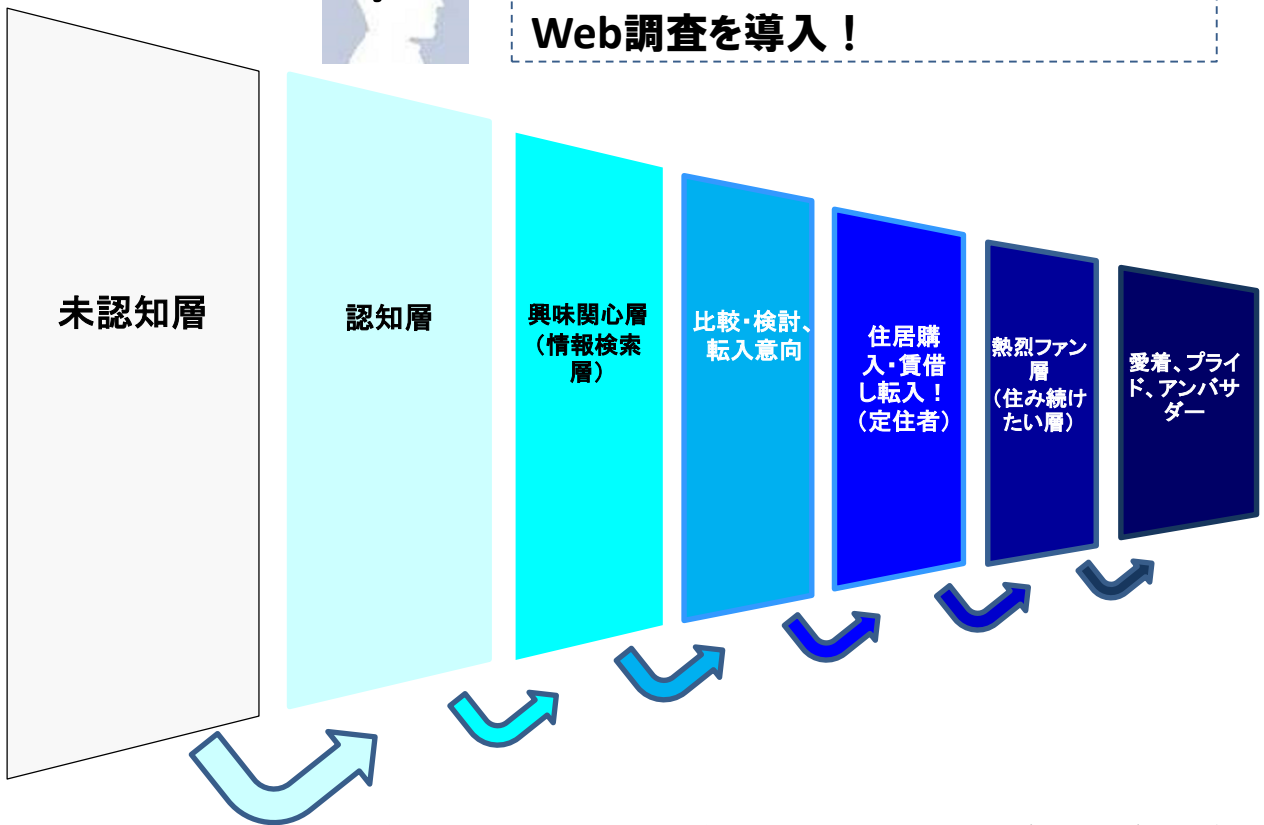 Web調査を導入！
未認知層
認知層
興味関心層
（情報検索
層）
比較・検討、
転入意向
住居購
入・賃借
し転入！
（定住者）
熱烈ファン
層
（住み続け
たい層）
愛着、プライ
ド、アンバサ
ダー